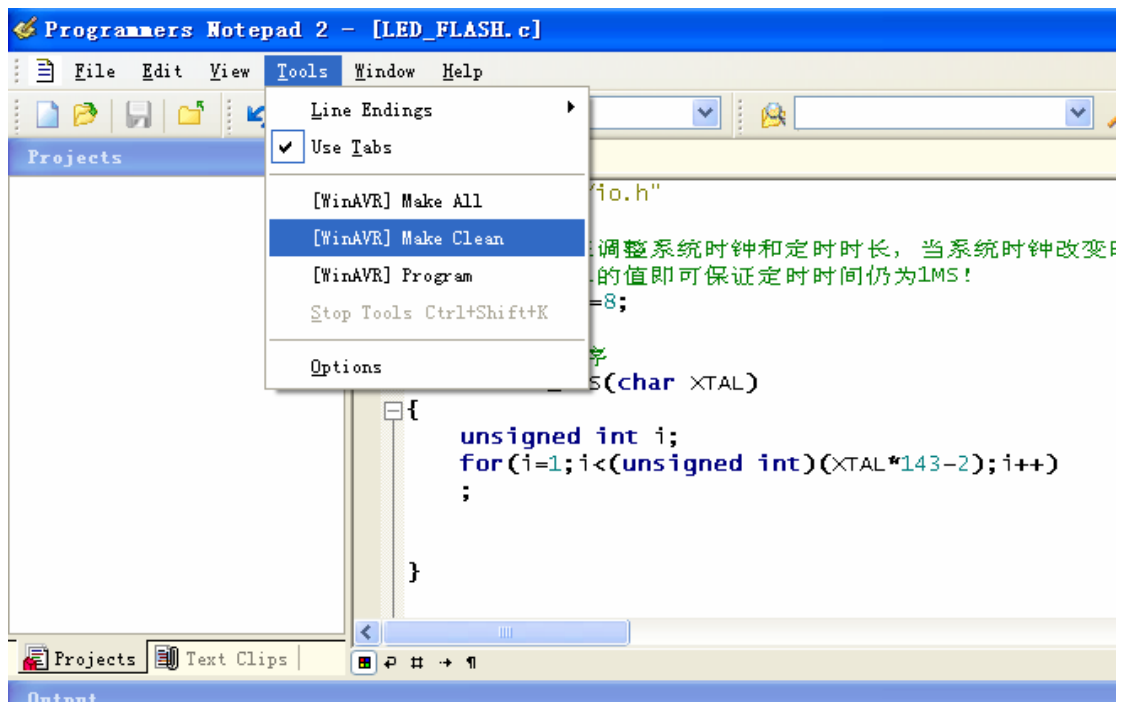 Programmers Notepad 2 - [LED_FLASH.c]
File Edit View Tools Window Help
Projects
Line Endings
Use Tabs
[WinAVR] Make All
[WinAVR] Make Clean
[WinAVR] Program
Stop Tools Ctrl+Shift+K
Options
/io.h"
调整系统时钟和定时时长, 当系统时钟改变
的值即可保证定时时间仍为1MS!
=8;
序
S(char XTAL)
{
unsigned int i;
for(i=1;i<(unsigned int)(XTAL*143-2);i++)
;
}
Projects Text Clips
Output